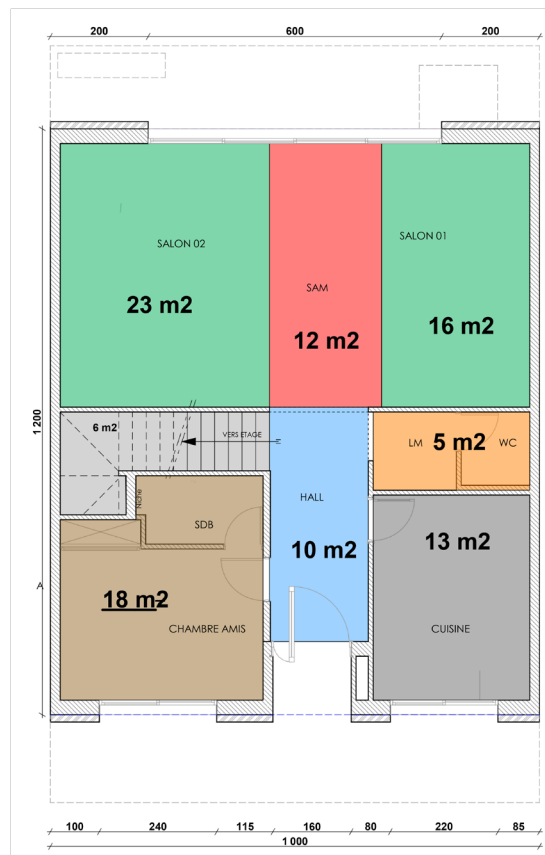 200 600 200
SALON 02
SALON 01
23 m2
SAM
12 m2
16 m2
1 200
6 m2
VERS ETAGE
LM
5 m2
WC
Niche
SDB
HALL
10 m2
13 m2
A
18 m2
CHAMBRE AMIS
CUISINE
100 240 115 160 80 220 85
1 000